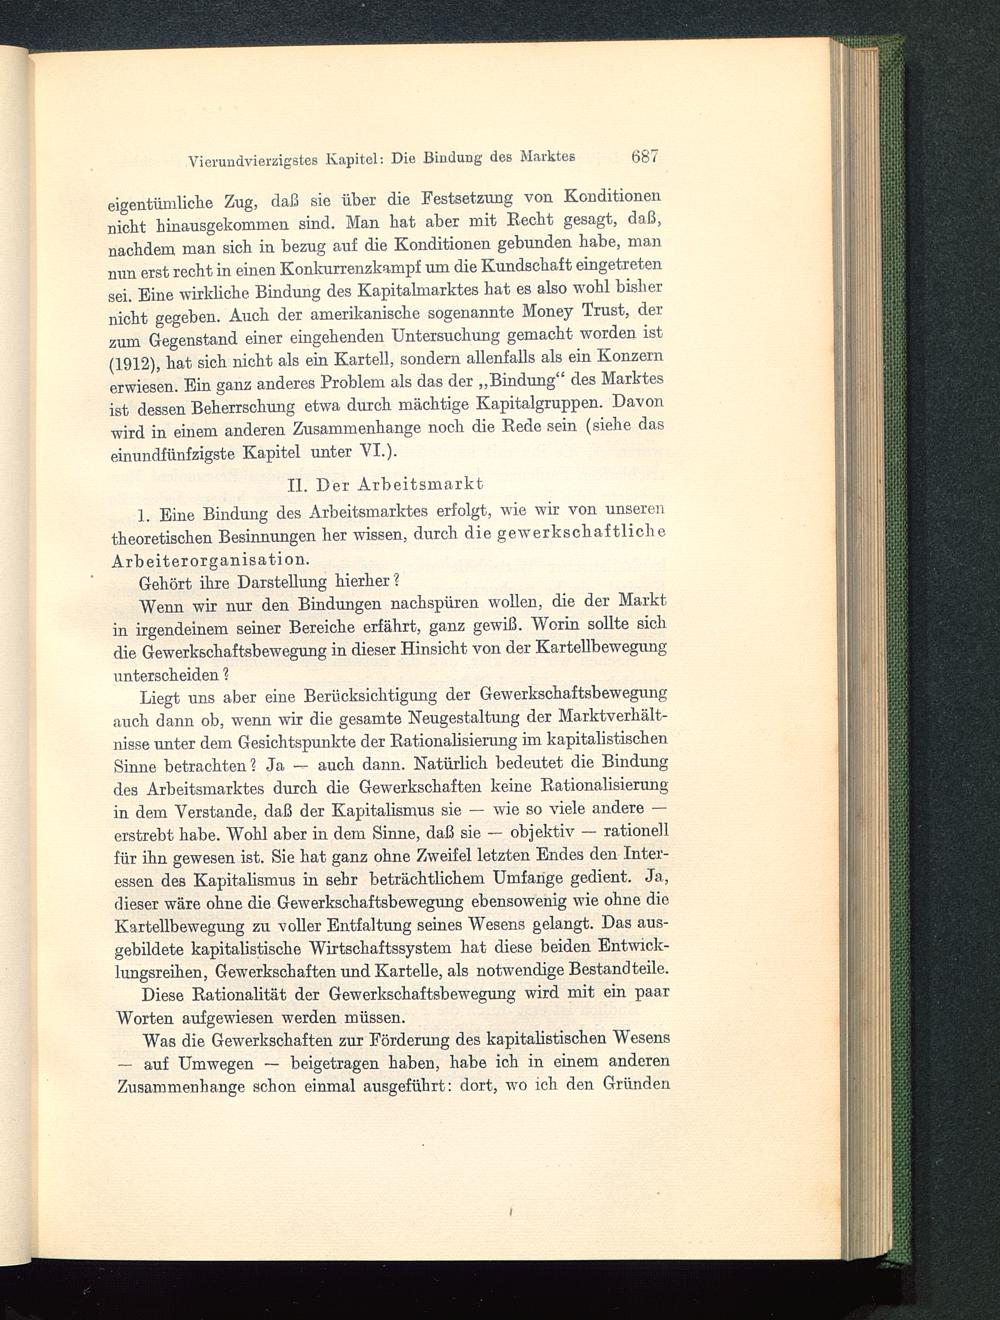 Vierundvierzigstes Kapitel: Die Bindung des Marktes 687
eigentümliche Zug, daß sie über die Festsetzung von Konditionen
nicht hinausgekommen sind. Man hat aber mit Recht gesagt, daß,
nachdem man sich in bezug auf die Konditionen gebunden habe, man
nun erst recht in einen Konkurrenzkampf um die Kundschaft eingetreten
sei. Eine wirkliche Bindung des Kapitalmarktes hat es also wohl bisher
nicht gegeben. Auch der amerikanische sogenannte Money Trust, der
zum Gegenstand einer eingehenden Untersuchung gemacht worden ist
(1912), hat sich nicht als ein Kartell, sondern allenfalls als ein Konzern
erwiesen. Ein ganz anderes Problem als das der „Bindung“ des Marktes
ist dessen Beherrschung etwa durch mächtige Kapitalgruppen. Davon
wird in einem anderen Zusammenhange noch die Rede sein (siehe das
einundfünfzigste Kapitel unter VI.).
II. Der Arbeitsmarkt
1. Eine Bindung des Arbeitsmarktes erfolgt, wie wir von unseren
theoretischen Besinnungen her wissen, durch die gewerkschaftliche
Arbeiterorganisation.
Gehört ihre Darstellung hierher?
Wenn wir nur den Bindungen nachspüren wollen, die der Markt
in irgendeinem seiner Bereiche erfährt, ganz gewiß. Worin sollte sich
die Gewerkschaftsbewegung in dieser Hinsicht von der Kartellbewegung
unterscheiden?
Liegt uns aber eine Berücksichtigung der Gewerkschaftsbewegung
auch dann ob, wenn wir die gesamte Neugestaltung der Marktverhält-
nisse unter dem Gesichtspunkte der Rationalisierung im kapitalistischen
Sinne betrachten? Ja — auch dann. Natürlich bedeutet die Bindung
des Arbeitsmarktes durch die Gewerkschaften keine Rationalisierung
in dem Verstande, daß der Kapitalismus sie — wie so viele andere —
erstrebt habe. Wohl aber in dem Sinne, daß sie — objektiv — rationell
für ihn gewesen ist. Sie hat ganz ohne Zweifel letzten Endes den Inter-
essen des Kapitalismus in sehr beträchtlichem Umfange gedient. Ja,
dieser wäre ohne die Gewerkschaftsbewegung ebensowenig wie ohne die
Kartellbewegung zu voller Entfaltung seines Wesens gelangt. Das aus-
gebildete kapitalistische Wirtschaftssystem hat diese beiden Entwick-
lungsreihen, Gewerkschaften und Kartelle, als notwendige Bestandteile.
Diese Rationalität der Gewerkschaftsbewegung wird mit ein paar
Worten aufgewiesen werden müssen.
Was die Gewerkschaften zur Förderung des kapitalistischen Wesens
— auf Umwegen — beigetragen haben, habe ich in einem anderen
Zusammenhange schon einmal ausgeführt: dort, wo ich den Gründen